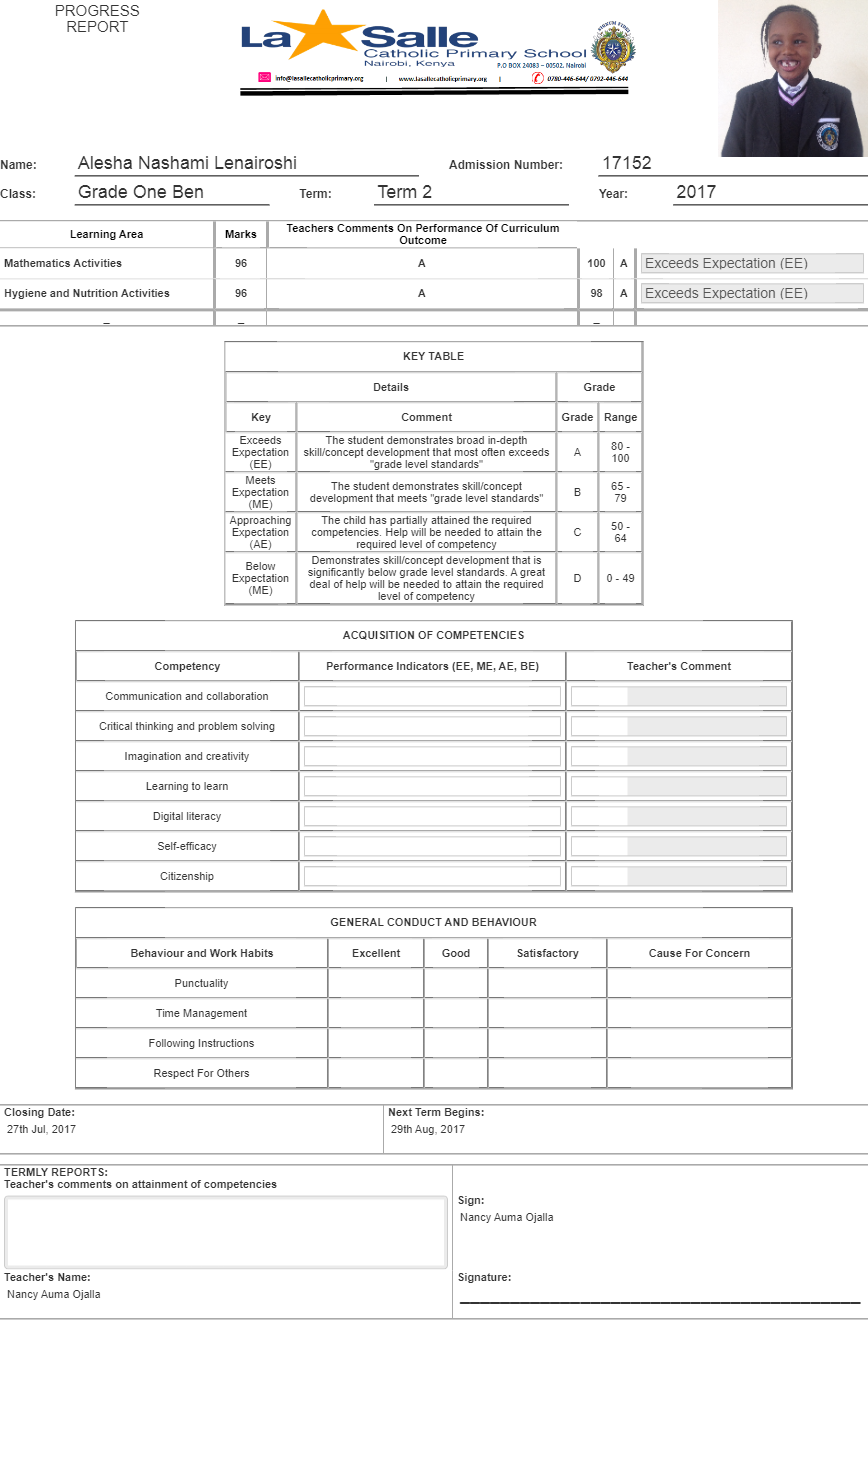 PROGRESS
REPORT
La Salle
Catholic Primary School
Nairobi, Kenya
P.O BOX 24083 – 00502, Nairobi
info@lasallecatholicprimary.org | www.lasallecatholicprimary.org | 0780-446-644/ 0792-446-644
Name: Alesha Nashami Lenairoshi Admission Number: 17152
Class: Grade One Ben Term: Term 2 Year: 2017
Learning Area Marks Teachers Comments On Performance Of Curriculum
Outcome
Mathematics Activities 96 A 100 A Exceeds Expectation (EE)
Hygiene and Nutrition Activities 96 A 98 A Exceeds Expectation (EE)
– – –
KEY TABLE
Details Grade
Key Comment Grade Range
Exceeds
Expectation
(EE)
The student demonstrates broad in-depth
skill/concept development that most often exceeds
"grade level standards"
A
80 -
100
Meets
Expectation
(ME)
The student demonstrates skill/concept
development that meets "grade level standards"
B
65 -
79
Approaching
Expectation
(AE)
The child has partially attained the required
competencies. Help will be needed to attain the
required level of competency
C
50 -
64
Below
Expectation
(ME)
Demonstrates skill/concept development that is
significantly below grade level standards. A great
deal of help will be needed to attain the required
level of competency
D
0 - 49
ACQUISITION OF COMPETENCIES
Competency Performance Indicators (EE, ME, AE, BE) Teacher's Comment
Communication and collaboration
Critical thinking and problem solving
Imagination and creativity
Learning to learn
Digital literacy
Self-efficacy
Citizenship
GENERAL CONDUCT AND BEHAVIOUR
Behaviour and Work Habits Excellent Good Satisfactory Cause For Concern
Punctuality
Time Management
Following Instructions
Respect For Others
Closing Date: Next Term Begins:
27th Jul, 2017 29th Aug, 2017
TERMLY REPORTS:
Teacher's comments on attainment of competencies
Sign:
Nancy Auma Ojalla
Teacher's Name: Signature:
Nancy Auma Ojalla